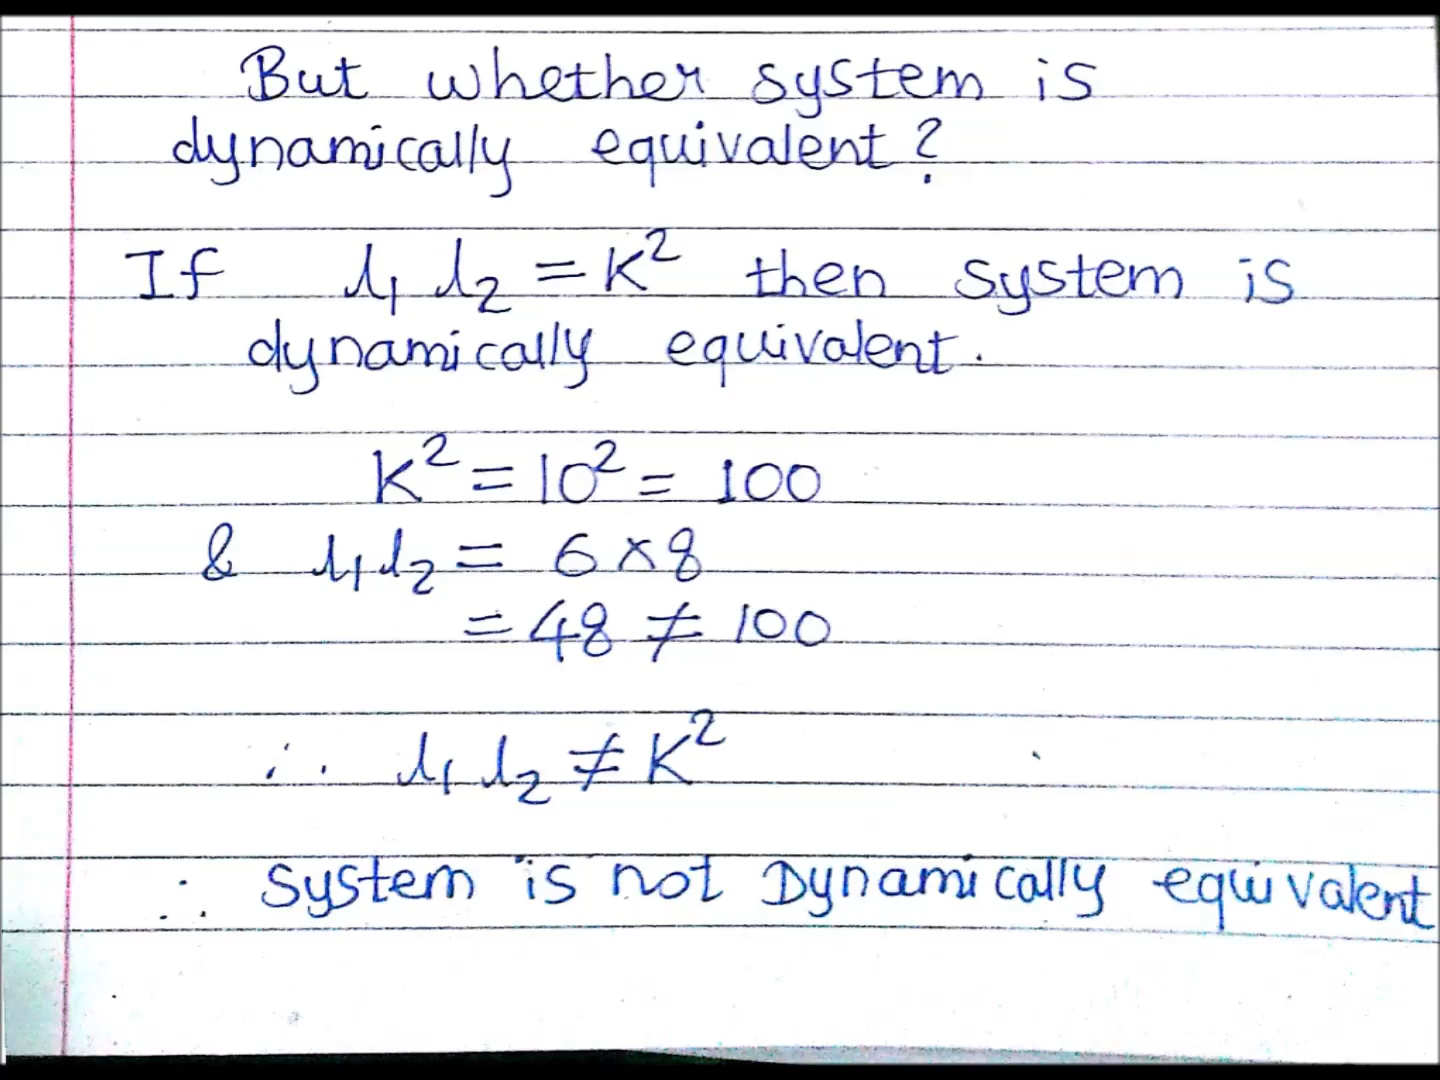 But whether system is
dynamically equivalent?
If l₁ l₂ = K² then system is
dynamically equivalent.
K² = 10² = 100
& l₁l₂ = 6 × 8
= 48 ≠ 100
∴ l₁ l₂ ≠ K²
∴ System is not Dynamically equivalent